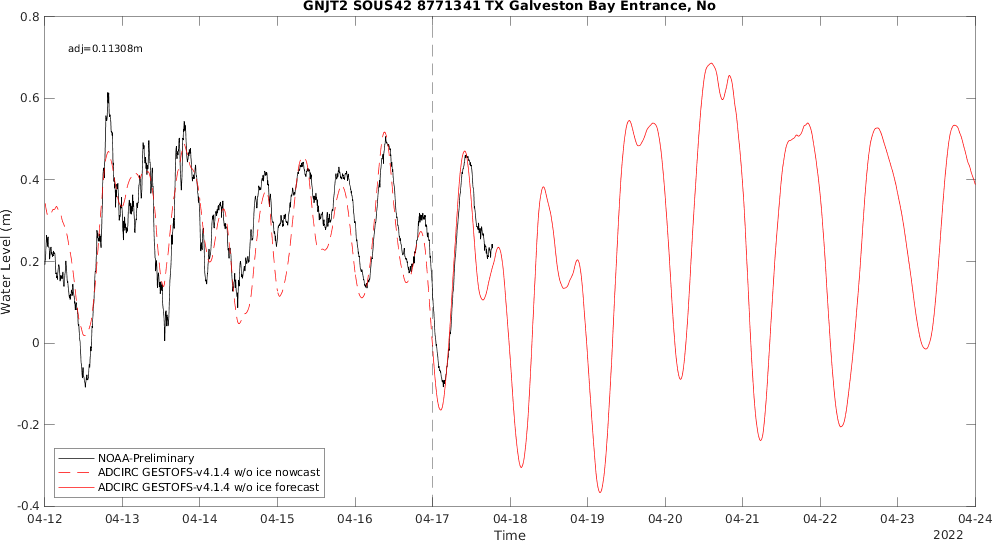 GNJT2 SOUS42 8771341 TX Galveston Bay Entrance, No
adj=0.11308m
Water Level (m)
0.8
0.6
0.4
0.2
0
-0.2
-0.4
NOAA-Preliminary
ADCIRC GESTOFS-v4.1.4 w/o ice nowcast
ADCIRC GESTOFS-v4.1.4 w/o ice forecast
04-12 04-13 04-14 04-15 04-16 04-17 04-18 04-19 04-20 04-21 04-22 04-23 04-24
Time
2022